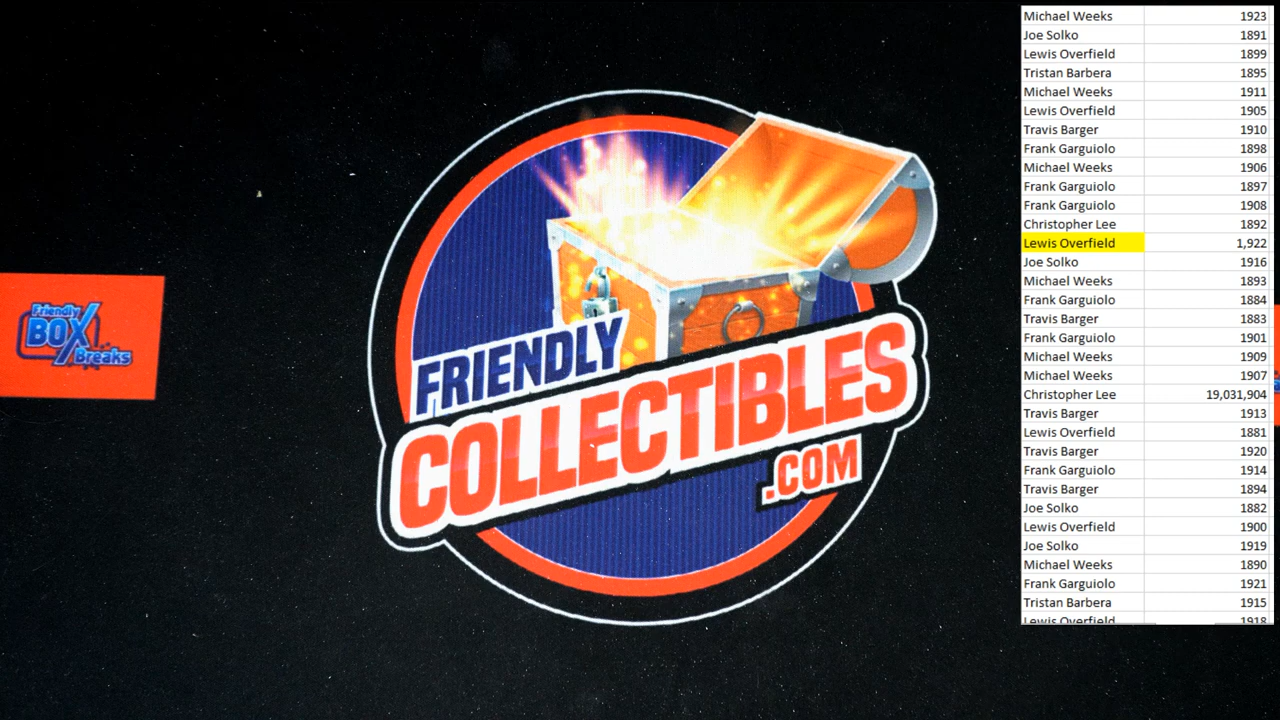 Friendly
BOX
Breaks
FRIENDLY
COLLECTIBLES
.COM
Michael Weeks 1923
Joe Solko 1891
Lewis Overfield 1899
Tristan Barbera 1895
Michael Weeks 1911
Lewis Overfield 1905
Travis Barger 1910
Frank Garguiolo 1898
Michael Weeks 1906
Frank Garguiolo 1897
Frank Garguiolo 1908
Christopher Lee 1892
Lewis Overfield 1,922
Joe Solko 1916
Michael Weeks 1893
Frank Garguiolo 1884
Travis Barger 1883
Frank Garguiolo 1901
Michael Weeks 1909
Michael Weeks 1907
Christopher Lee 19,031,904
Travis Barger 1913
Lewis Overfield 1881
Travis Barger 1920
Frank Garguiolo 1914
Travis Barger 1894
Joe Solko 1882
Lewis Overfield 1900
Joe Solko 1919
Michael Weeks 1890
Frank Garguiolo 1921
Tristan Barbera 1915
Lewis Overfield 1918